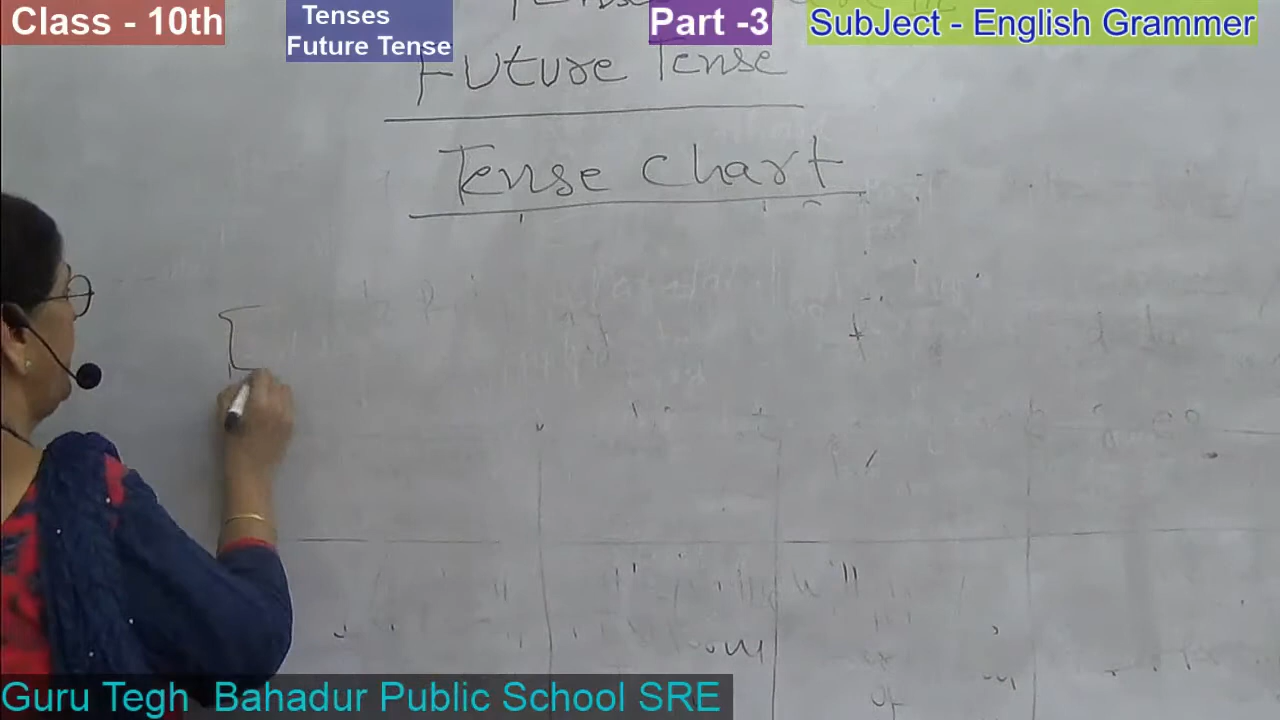 Class - 10th
Tenses
Future Tense
Part -3
SubJect - English Grammer
Future Tense
Tense Chart
Guru Tegh Bahadur Public School SRE